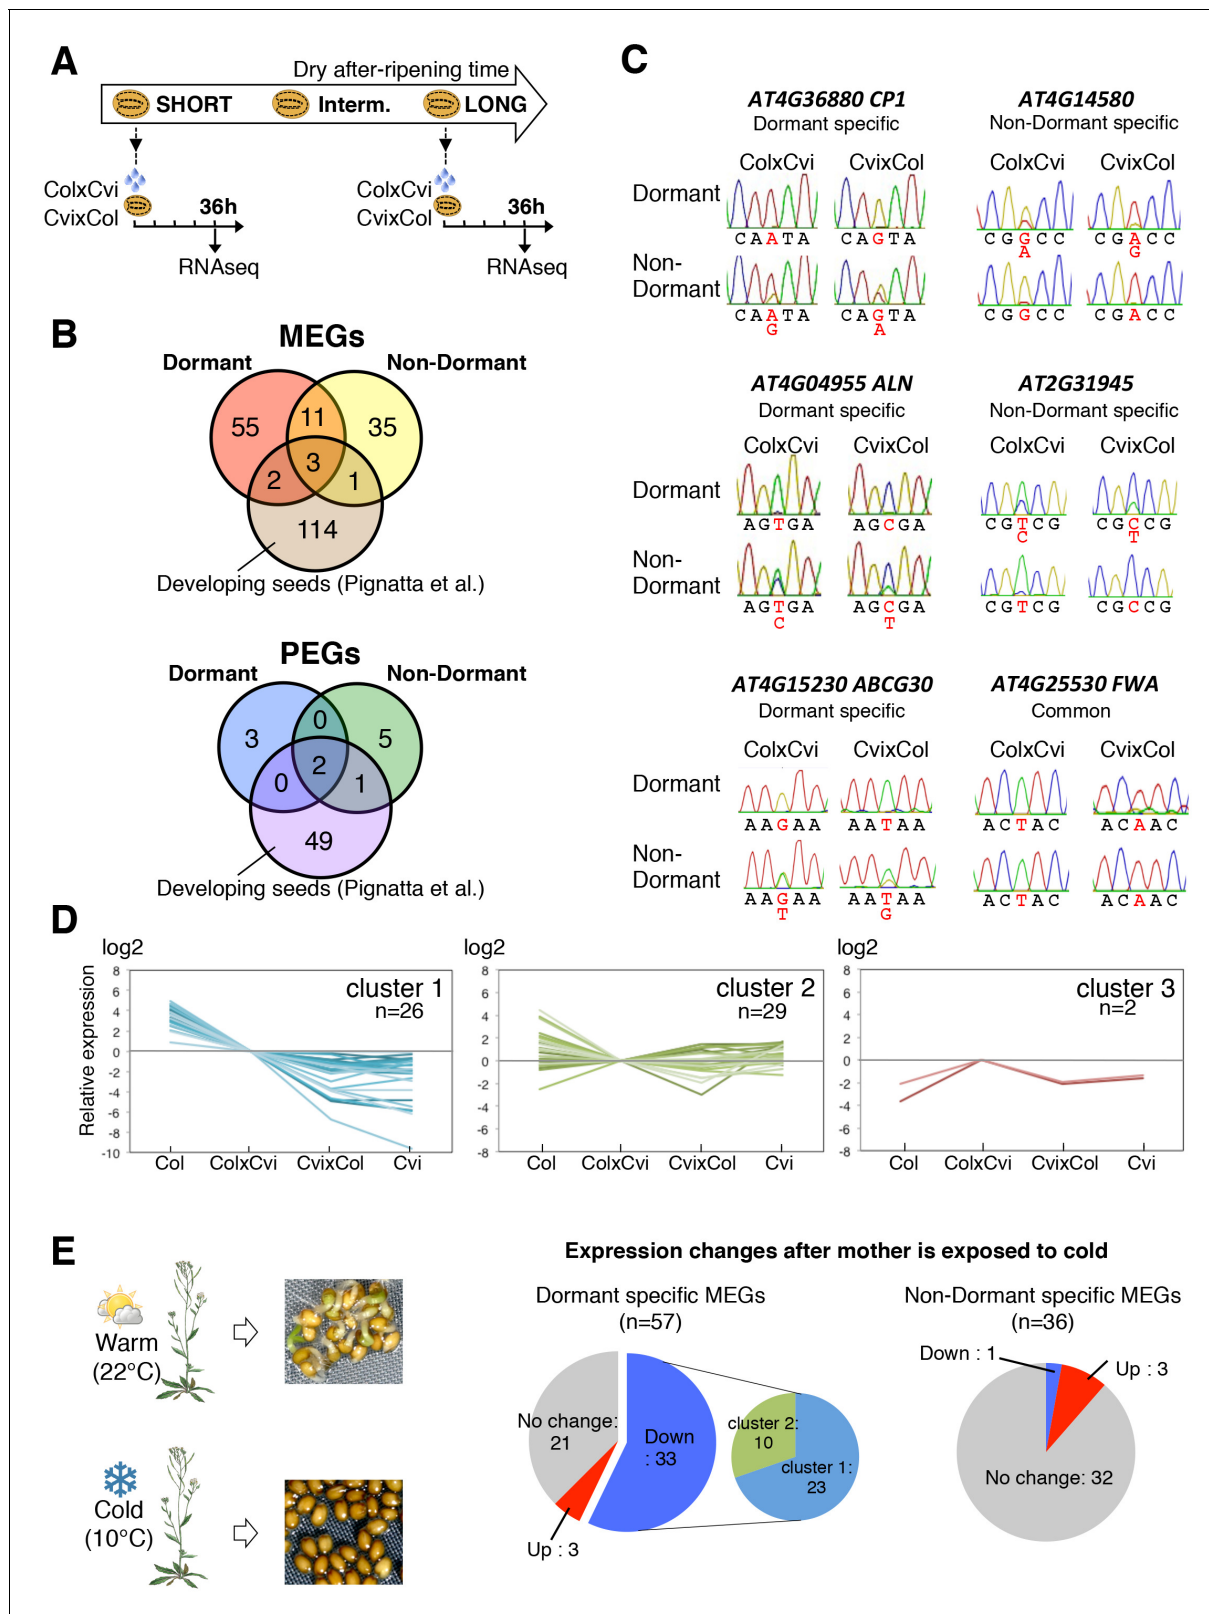 A
Dry after-ripening time
SHORT
Interm.
LONG
ColxCvi
CvixCol
36h
RNAseq
ColxCvi
CvixCol
36h
RNAseq
B
MEGs
Dormant
Non-Dormant
55
11
35
3
2
1
114
Developing seeds (Pignatta et al.)
PEGs
Dormant
Non-Dormant
0
3
5
2
0
1
49
Developing seeds (Pignatta et al.)
C
AT4G36880 CP1
Dormant specific
ColxCvi CvixCol
Dormant
CAATA CAGTA
Non-
Dormant
CAATA CAGTA
G A
AT4G14580
Non-Dormant specific
ColxCvi CvixCol
CGGCC CGACC
A G
CGGCC CGACC
AT4G04955 ALN
Dormant specific
ColxCvi CvixCol
Dormant
AGTGA AGCGA
Non-
Dormant
AGTGA AGCGA
C T
AT2G31945
Non-Dormant specific
ColxCvi CvixCol
CGTCG CGCCG
C T
CGTCG CGCCG
AT4G15230 ABCG30
Dormant specific
ColxCvi CvixCol
Dormant
AAGAA AATAA
Non-
Dormant
AAGAA AATAA
T G
AT4G25530 FWA
Common
ColxCvi CvixCol
ACTAC ACAAC
ACTAC ACAAC
D
log2
Relative expression
8
6
4
2
0
-2
-4
-6
-8
-10
cluster 1
n=26
Col ColxCvi CvixCol Cvi
log2
8
6
4
2
0
-2
-4
-6
-8
cluster 2
n=29
Col ColxCvi CvixCol Cvi
log2
8
6
4
2
0
-2
-4
-6
-8
cluster 3
n=2
Col ColxCvi CvixCol Cvi
E
Warm
(22°C)
Cold
(10°C)
Expression changes after mother is exposed to cold
Dormant specific MEGs
(n=57)
No change:
21
Down
: 33
Up : 3
cluster 2:
10
cluster 1:
23
Non-Dormant specific MEGs
(n=36)
Down : 1
Up : 3
No change: 32